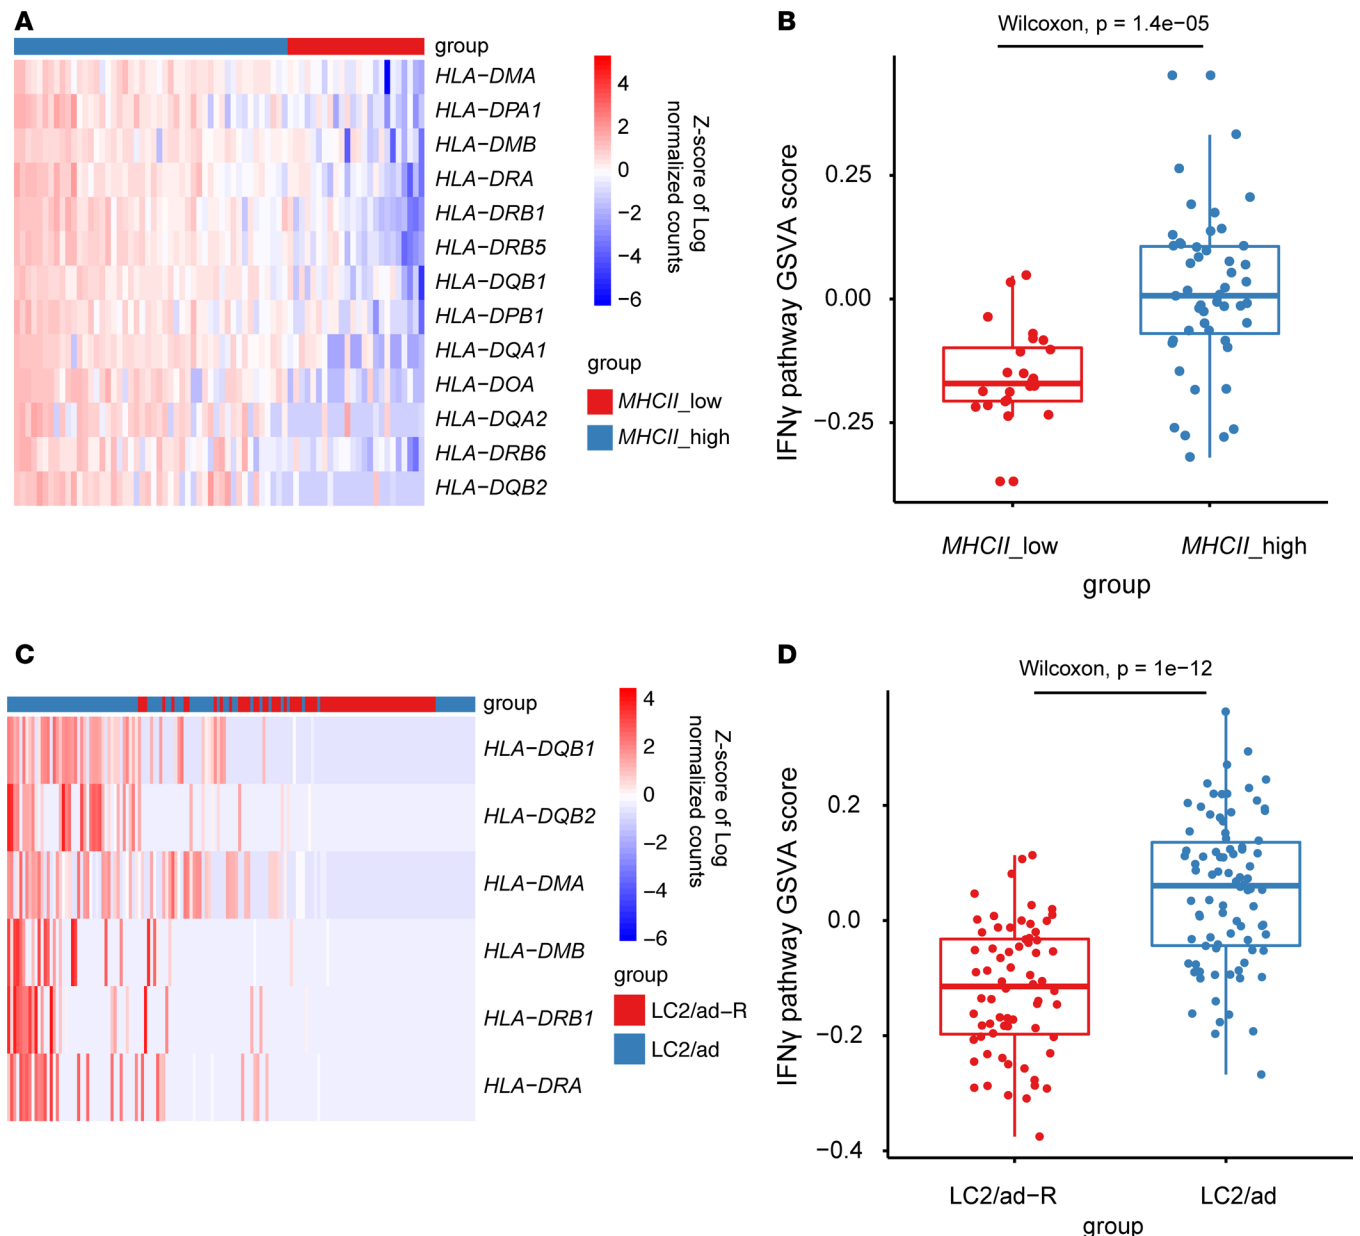 A
group
HLA−DMA
HLA−DPA1
HLA−DMB
HLA−DRA
HLA−DRB1
HLA−DRB5
HLA−DQB1
HLA−DPB1
HLA−DQA1
HLA−DOA
HLA−DQA2
HLA−DRB6
HLA−DQB2
4
2
0
−2
−4
−6
Z-score of Log
normalized counts
group
MHCII_low
MHCII_high
B
Wilcoxon, p = 1.4e−05
IFNγ pathway GSVA score
0.25
0.00
−0.25
MHCII_low
MHCII_high
group
C
group
HLA−DQB1
HLA−DQB2
HLA−DMA
HLA−DMB
HLA−DRB1
HLA−DRA
4
2
0
−2
−4
−6
Z-score of Log
normalized counts
group
LC2/ad−R
LC2/ad
D
Wilcoxon, p = 1e−12
IFNγ pathway GSVA score
0.2
0.0
−0.2
−0.4
LC2/ad−R
LC2/ad
group